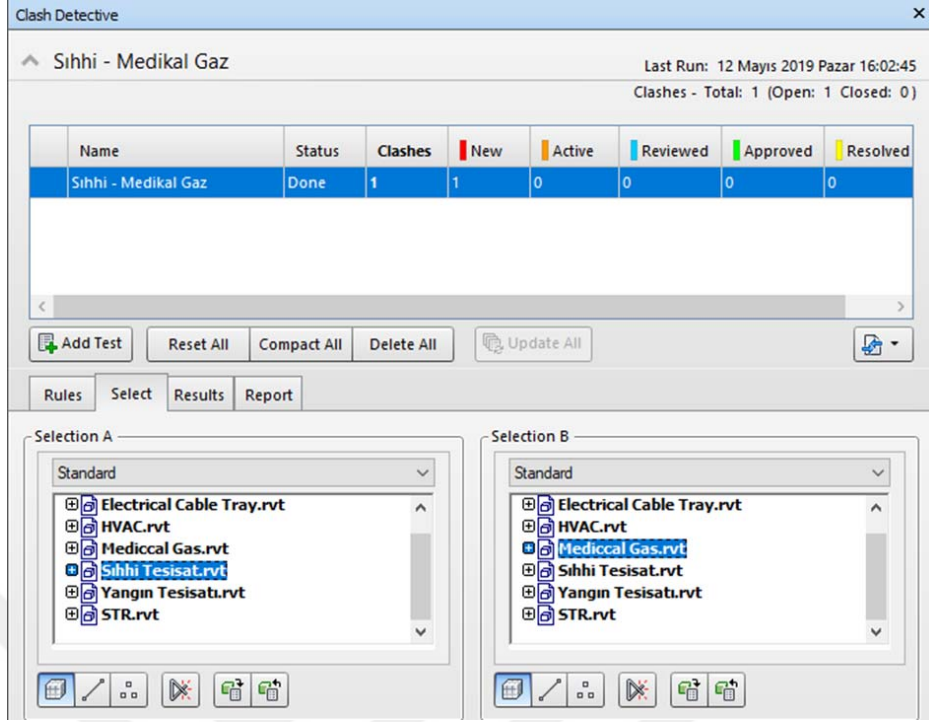 Clash Detective
Sıhhi - Medikal Gaz
Last Run: 12 Mayıs 2019 Pazar 16:02:45
Clashes - Total: 1 (Open: 1 Closed: 0)
Name Status Clashes New Active Reviewed Approved Resolved
Sıhhi - Medikal Gaz Done 1 1 0 0 0 0
Add Test Reset All Compact All Delete All Update All
Rules Select Results Report
Selection A
Standard
Electrical Cable Tray.rvt
HVAC.rvt
Mediccal Gas.rvt
Sıhhi Tesisat.rvt
Yangın Tesisatı.rvt
STR.rvt
Selection B
Standard
Electrical Cable Tray.rvt
HVAC.rvt
Mediccal Gas.rvt
Sıhhi Tesisat.rvt
Yangın Tesisatı.rvt
STR.rvt